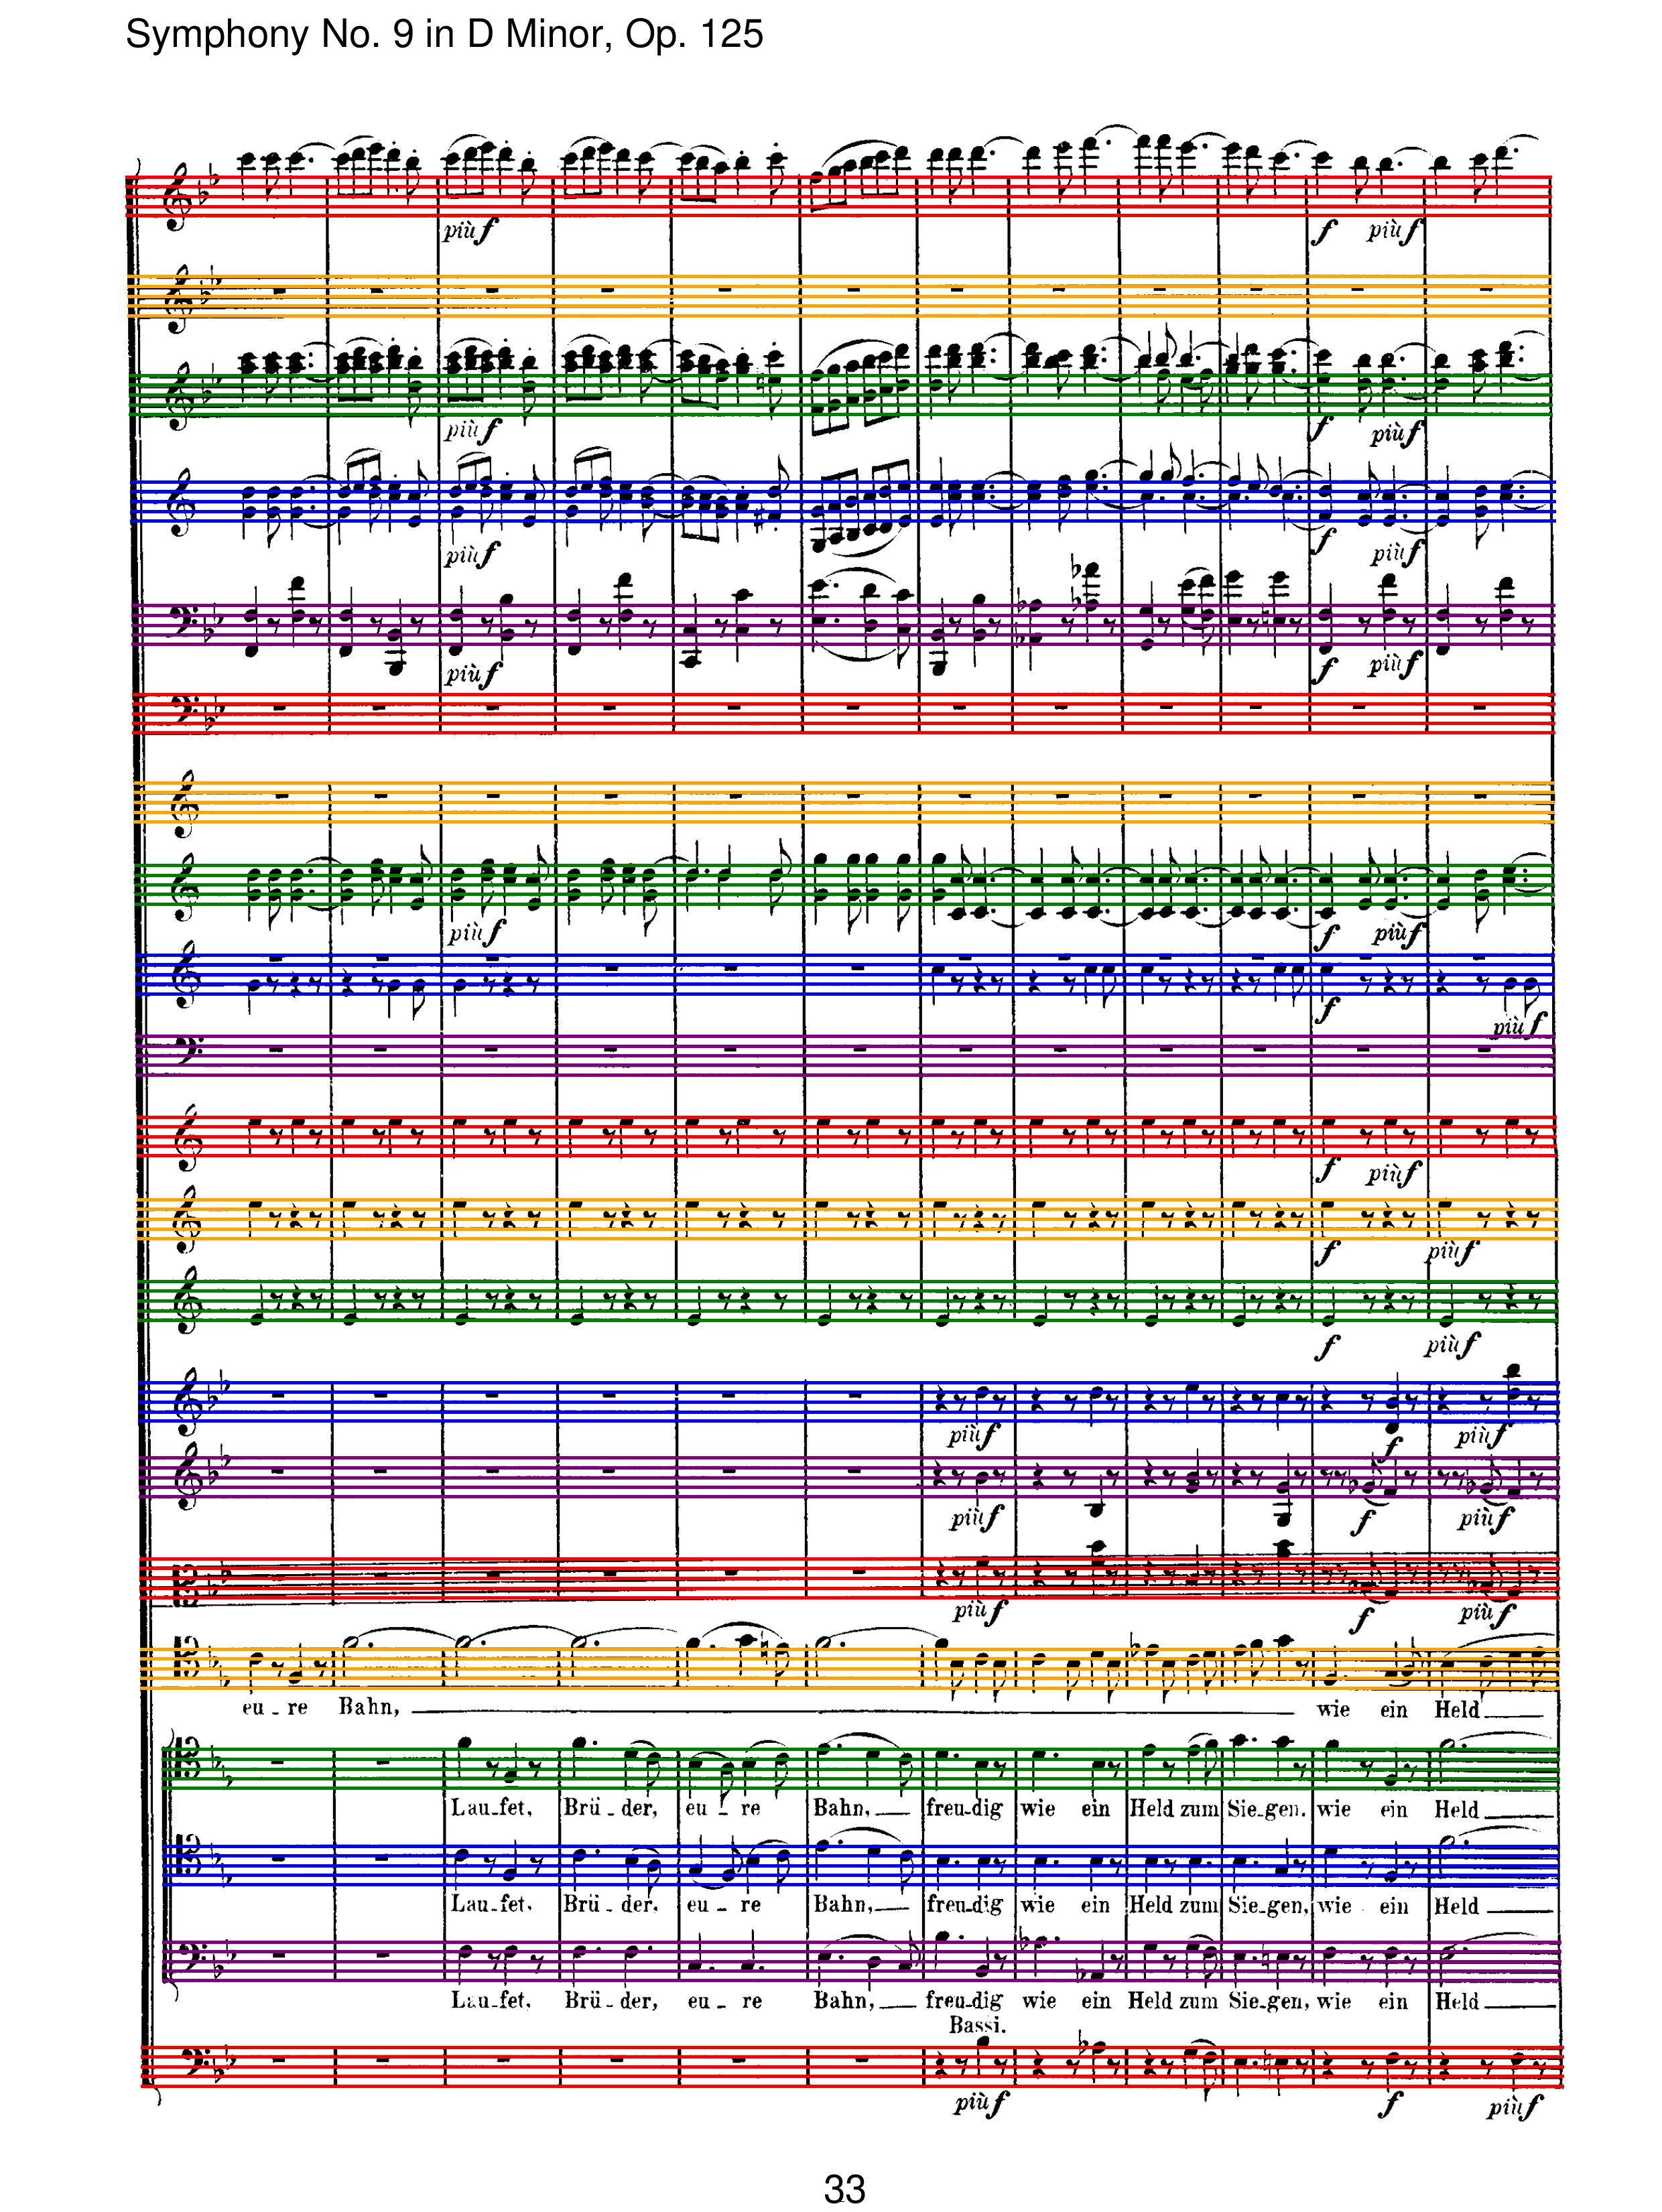 Symphony No. 9 in D Minor, Op. 125
più f
f più f
più f
f più f
più f
f più f
più f
f più f
più f
f più f
f
più f
f più f
f più f
f più f
più f
f
più f
più f
f
più f
più f
f
più f
eu - re Bahn, wie ein Held
Lau-fet, Brü - der, eu - re Bahn, freu-dig wie ein Held zum Sie-gen. wie ein Held
Lau-fet. Brü - der. eu - re Bahn, freu-dig wie ein Held zum Sie-gen, wie ein Held
Lau-fet. Brü - der, eu - re Bahn, freu-dig wie ein Held zum Sie-gen, wie ein Held
Bassi.
più f
f
più f
33